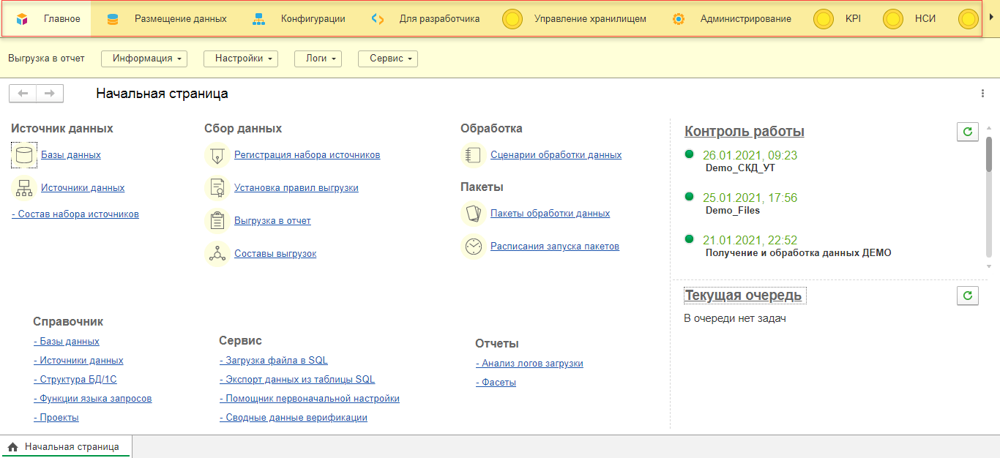 Главное Размещение данных Конфигурации Для разработчика Управление хранилищем Администрирование KPI НСИ
Выгрузка в отчет Информация Настройки Логи Сервис
Начальная страница
Источник данных
Базы данных
Источники данных
- Состав набора источников
Сбор данных
Регистрация набора источников
Установка правил выгрузки
Выгрузка в отчет
Составы выгрузок
Обработка
Сценарии обработки данных
Пакеты
Пакеты обработки данных
Расписания запуска пакетов
Контроль работы
26.01.2021, 09:23
Demo_СКД_УТ
25.01.2021, 17:56
Demo_Files
21.01.2021, 22:52
Получение и обработка данных ДЕМО
Текущая очередь
В очереди нет задач
Справочник
- Базы данных
- Источники данных
- Структура БД/1С
- Функции языка запросов
- Проекты
Сервис
- Загрузка файла в SQL
- Экспорт данных из таблицы SQL
- Помощник первоначальной настройки
- Сводные данные верификации
Отчеты
- Анализ логов загрузки
- Фасеты
Начальная страница